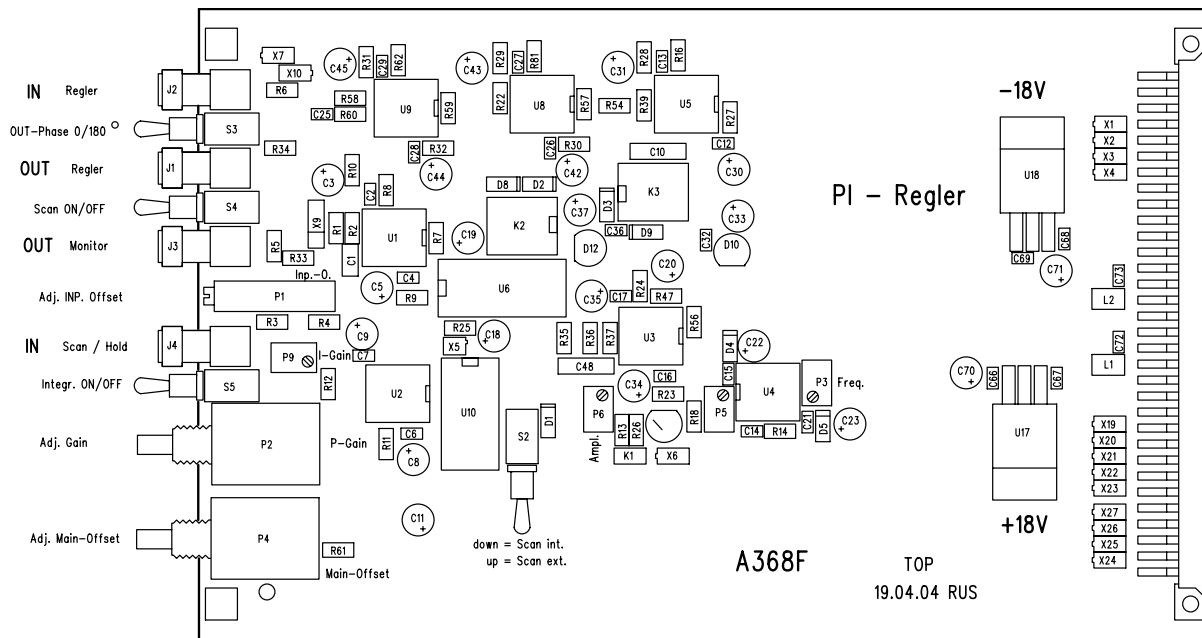 X7
X10
C45
R31
C29
R62
C43
R29
C27
R81
C31
R28
C13
R16
IN Regler
J2
R6
R58
C25
R60
U9
R59
R22
U8
R57
R54
R39
U5
R27
-18V
OUT-Phase 0/180°
S3
R34
C28
R32
C26
R30
C10
C12
X1
X2
X3
X4
OUT Regler
J1
C3
R10
C44
C42
C30
U18
C2
R8
D8
D2
D3
K3
PI - Regler
Scan ON/OFF
S4
X9
R1
R2
U1
R7
C19
K2
C37
C36
D9
C33
C32
D10
OUT Monitor
J3
R5
R33
C1
D12
C68
C69
Inp.-O.
C5
C4
R9
U6
C20
C71
C73
Adj. INP. Offset
P1
C35
C17
R24
R47
L2
R3
R4
C9
R25
C18
R56
IN Scan / Hold
J4
X5
R35
R36
R37
U3
D4
C22
C72
P9
I-Gain
C7
C48
C16
C15
L1
Integr. ON/OFF
S5
R12
U2
U10
C34
R23
P5
U4
P3
Freq.
C70
C66
C67
P6
R18
Adj. Gain
P2
P-Gain
R11
C6
C8
S2
D1
Ampl.
R13
R26
C14
R14
C21
D5
C23
K1
X6
U17
X19
X20
X21
X22
X23
C11
+18V
X27
X26
X25
X24
Adj. Main-Offset
P4
R61
Main-Offset
down = Scan int.
up = Scan ext.
A368F
TOP
19.04.04 RUS